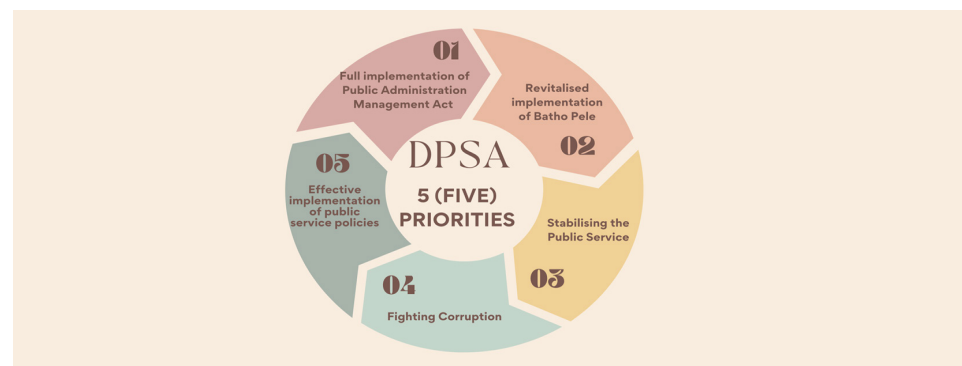 DPSA
5 (FIVE)
PRIORITIES
01
Full implementation of
Public Administration
Management Act
Revitalised
implementation
of Batho Pele
02
Stabilising the
Public Service
03
04
Fighting Corruption
05
Effective
implementation
of public
service policies